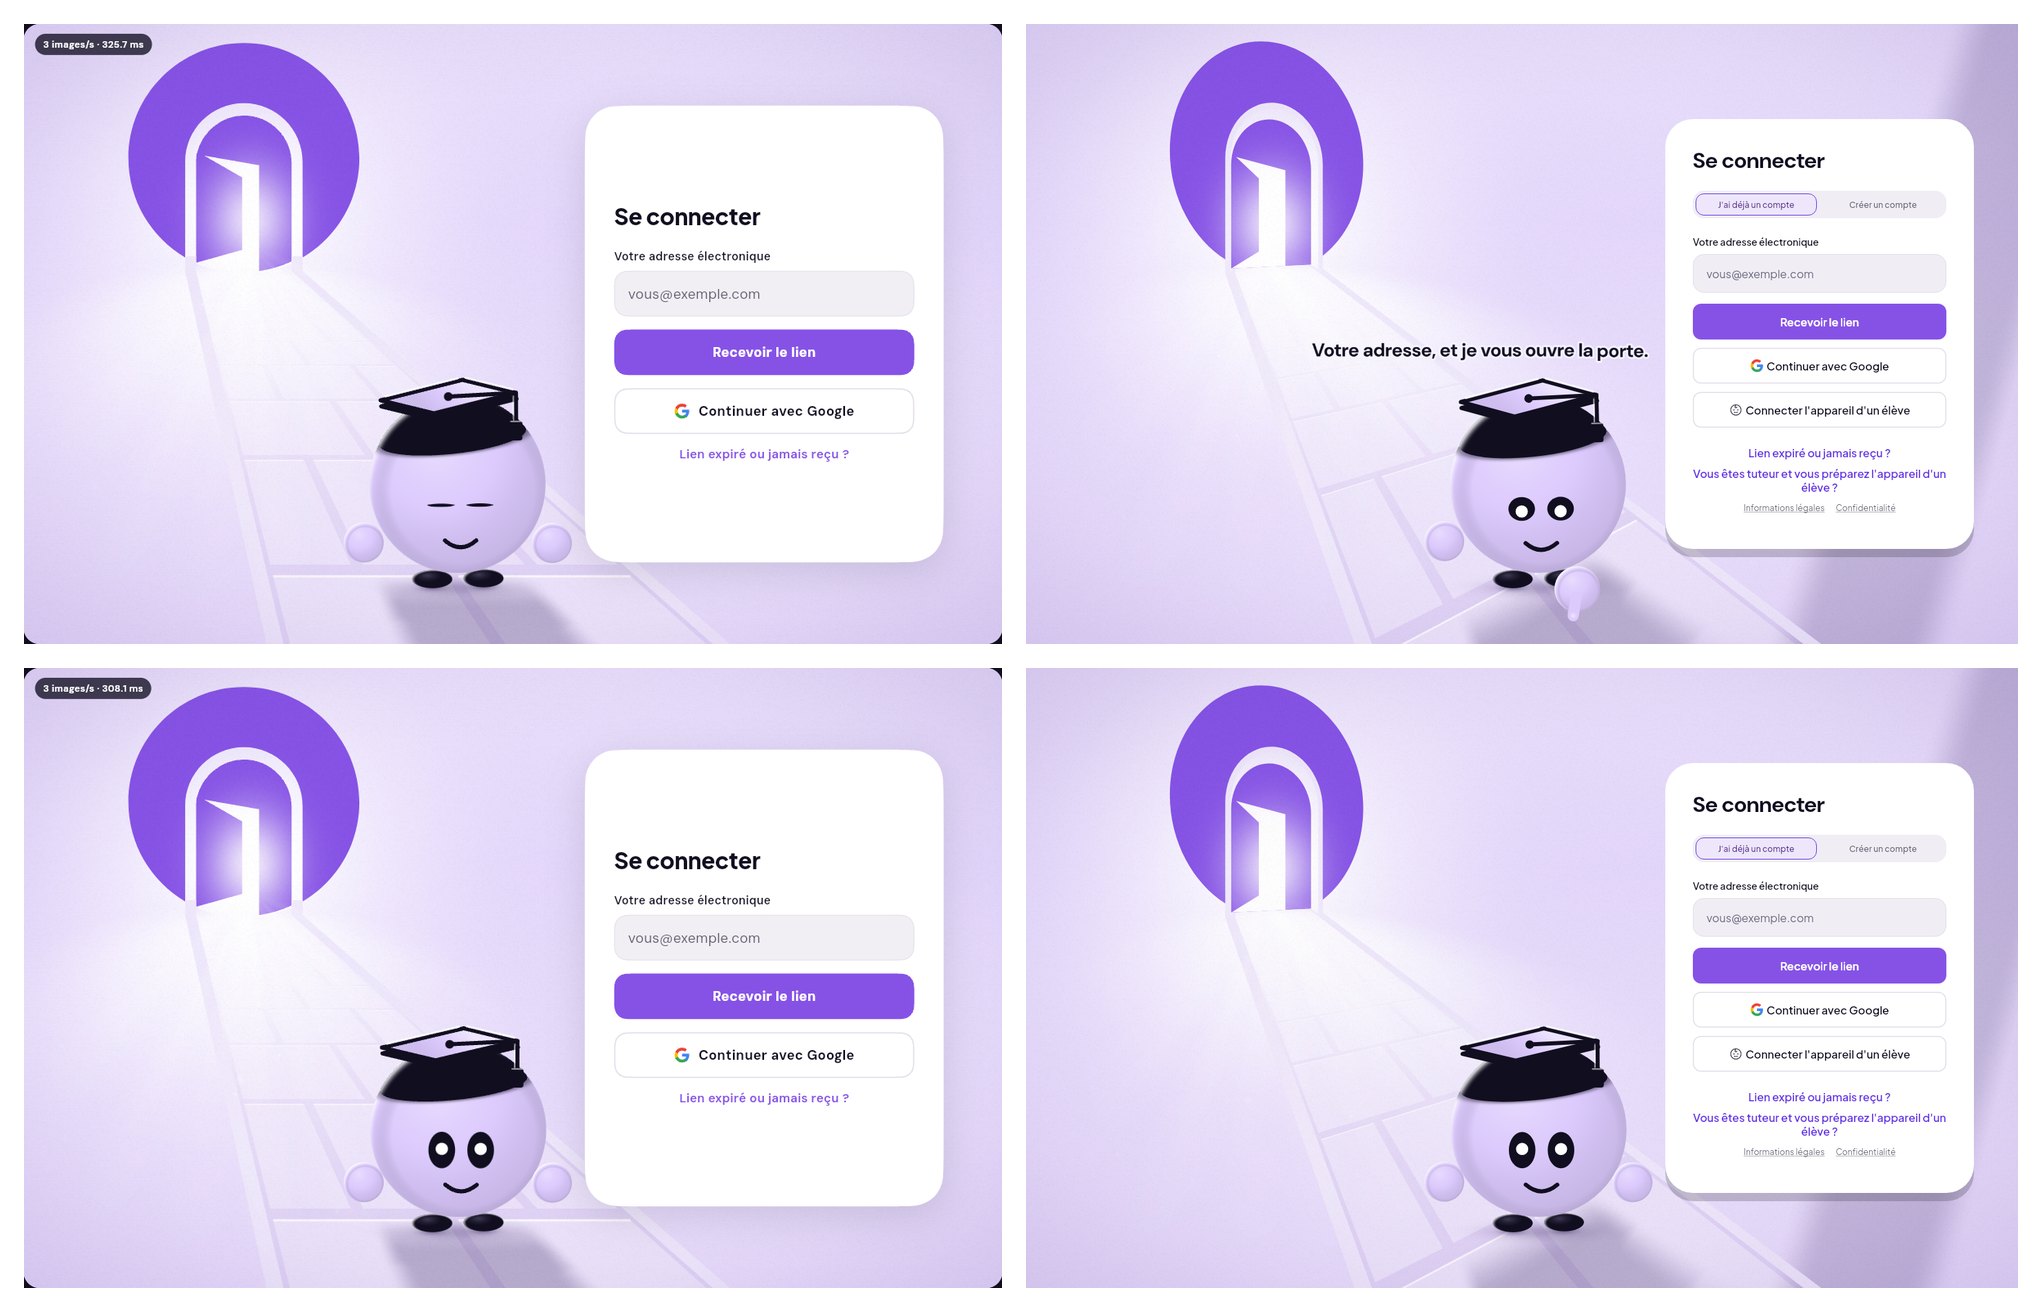 3 images/s · 325.7 ms
Se connecter
Votre adresse électronique
vous@exemple.com
Recevoir le lien
Continuer avec Google
Lien expiré ou jamais reçu ?
Votre adresse, et je vous ouvre la porte.
Se connecter
J'ai déjà un compte
Créer un compte
Votre adresse électronique
vous@exemple.com
Recevoir le lien
Continuer avec Google
Connecter l'appareil d'un élève
Lien expiré ou jamais reçu ?
Vous êtes tuteur et vous préparez l'appareil d'un
élève ?
Informations légales
Confidentialité
3 images/s · 308.1 ms
Se connecter
Votre adresse électronique
vous@exemple.com
Recevoir le lien
Continuer avec Google
Lien expiré ou jamais reçu ?
Se connecter
J'ai déjà un compte
Créer un compte
Votre adresse électronique
vous@exemple.com
Recevoir le lien
Continuer avec Google
Connecter l'appareil d'un élève
Lien expiré ou jamais reçu ?
Vous êtes tuteur et vous préparez l'appareil d'un
élève ?
Informations légales
Confidentialité